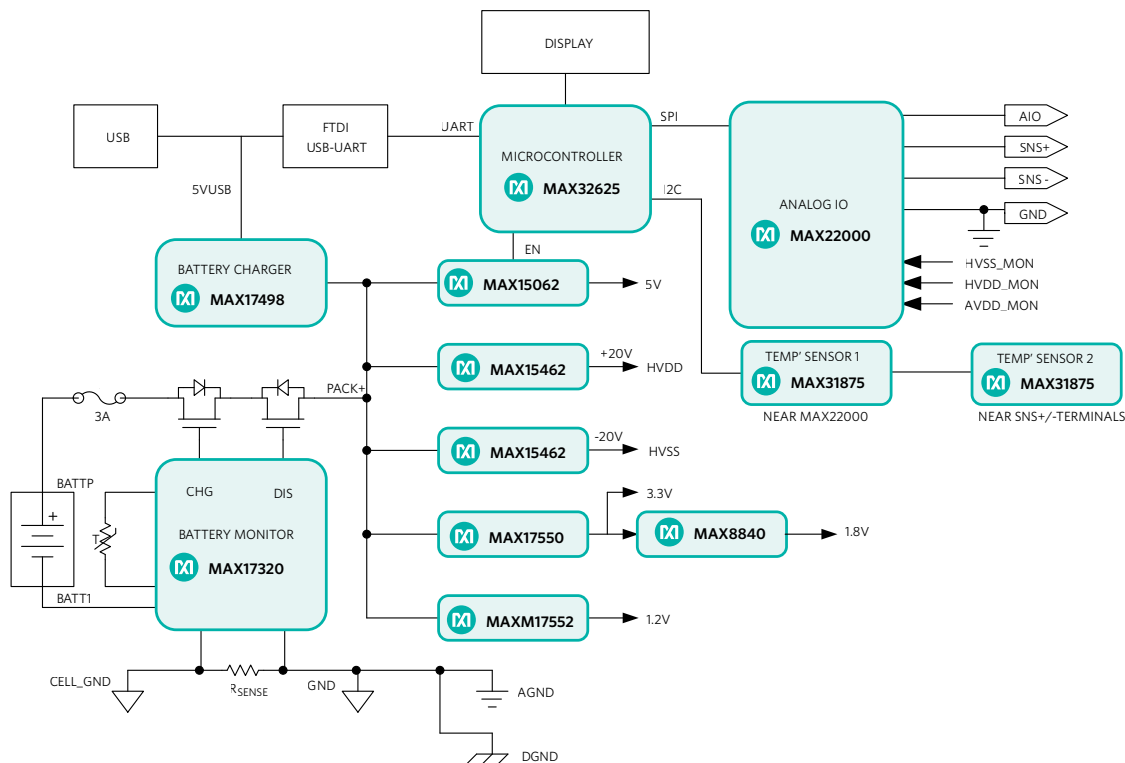 DISPLAY
USB
FTDI
USB-UART
UART
MICROCONTROLLER
MAX32625
SPI
I2C
ANALOG IO
MAX22000
AIO
SNS+
SNS -
GND
HVSS_MON
HVDD_MON
AVDD_MON
5VUSB
EN
BATTERY CHARGER
MAX17498
MAX15062
5V
MAX15462
+20V
HVDD
TEMP' SENSOR 1
MAX31875
NEAR MAX22000
TEMP' SENSOR 2
MAX31875
NEAR SNS+/-TERMINALS
3A
PACK+
MAX15462
-20V
HVSS
BATTP
+
T
BATT1
CHG
DIS
BATTERY MONITOR
MAX17320
MAX17550
3.3V
MAX8840
1.8V
MAXM17552
1.2V
CELL_GND
RSENSE
GND
AGND
DGND